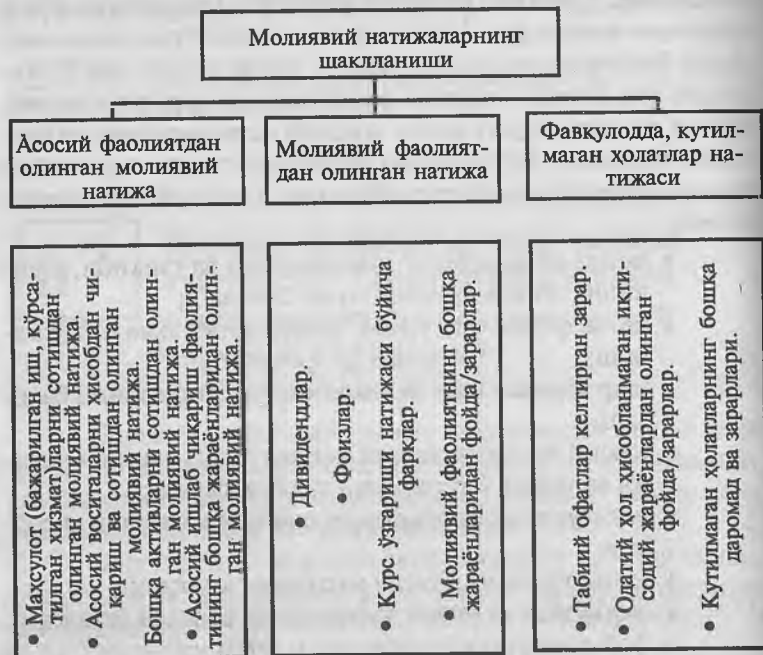 Молиявий натижаларнинг
шаклланиши
Асосий фаолиятдан
олинган молиявий
натижа
Молиявий фаолият-
дан олинган натижа
Фавқулодда, кутил-
маган ҳолатлар на-
тижаси
• Маҳсулот (бажарилган иш, кўрса-
тилган хизмат)ларни сотишдан
олинган молиявий натижа.
• Асосий воситаларни ҳисобдан чи-
кариш ва сотишдан олинган
молиявий натижа.
Бошқа активларни сотишдан олин-
ган молиявий натижа.
• Асосий ишлаб чиқариш фаолия-
тининг бошқа жараёнларидан олин-
ган молиявий натижа.
• Дивидендлар.
• Фоизлар.
• Курс узгариши натижаси бўйича
фарқлар.
• Молиявий фаолиятнинг бошқа
жараёнларидан фойда/зарарлар.
• Табиий офатлар келтирган зарар.
• Одатий ҳол ҳисобланмаган иқти-
содий жараёнлардан олинган
фойда/зарарлар.
• Кутилмаган ҳолатларнинг бошка
даромад ва зарарлари.